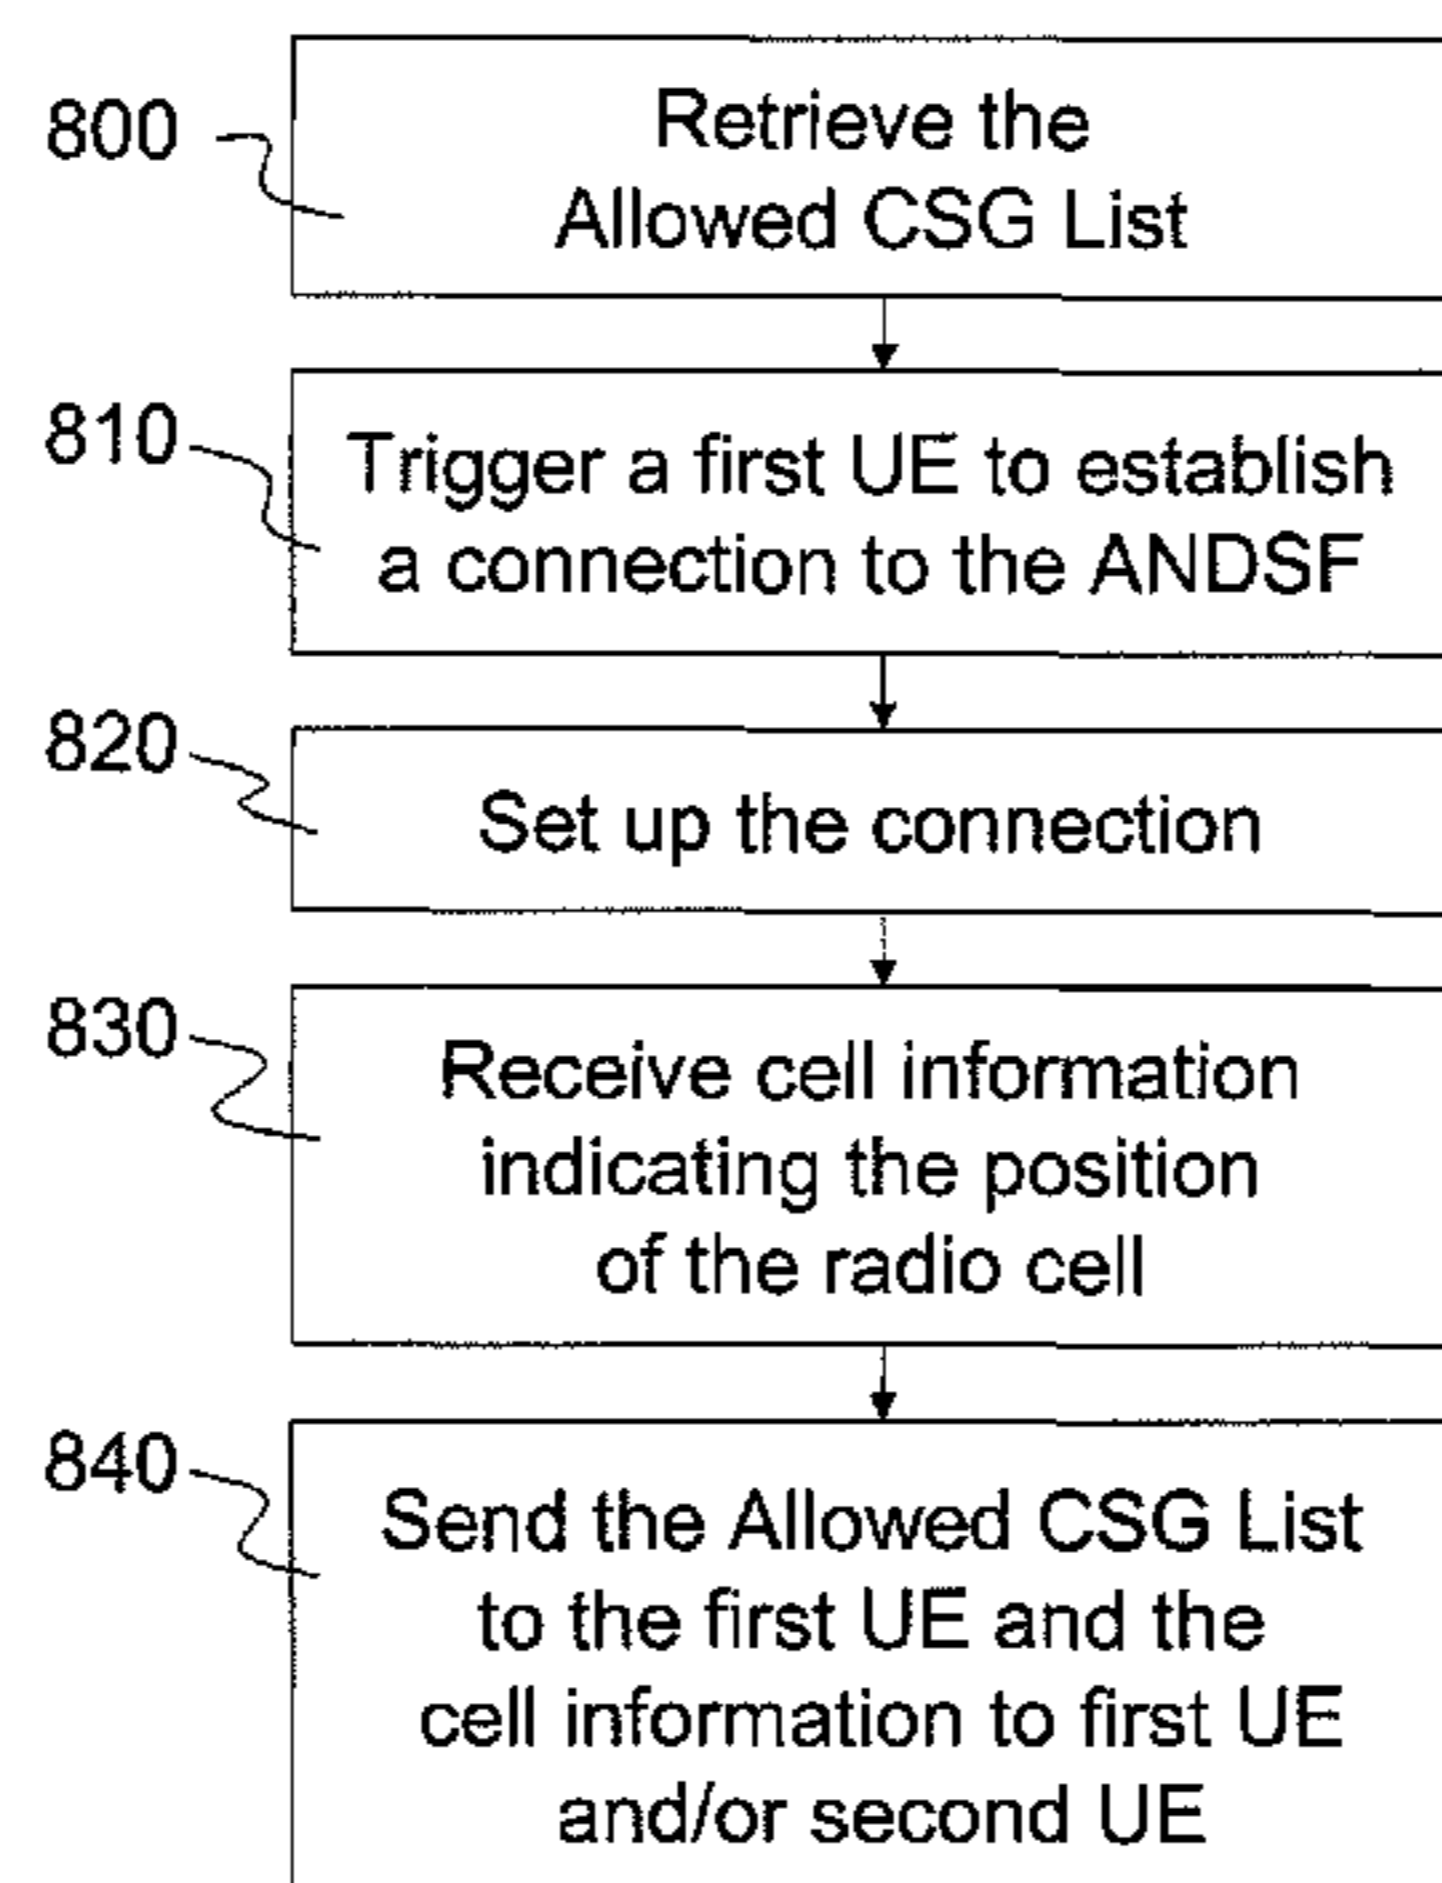 800
Retrieve the
Allowed CSG List
810
Trigger a first UE to establish
a connection to the ANDSF
820
Set up the connection
830
Receive cell information
indicating the position
of the radio cell
840
Send the Allowed CSG List
to the first UE and the
cell information to first UE
and/or second UE